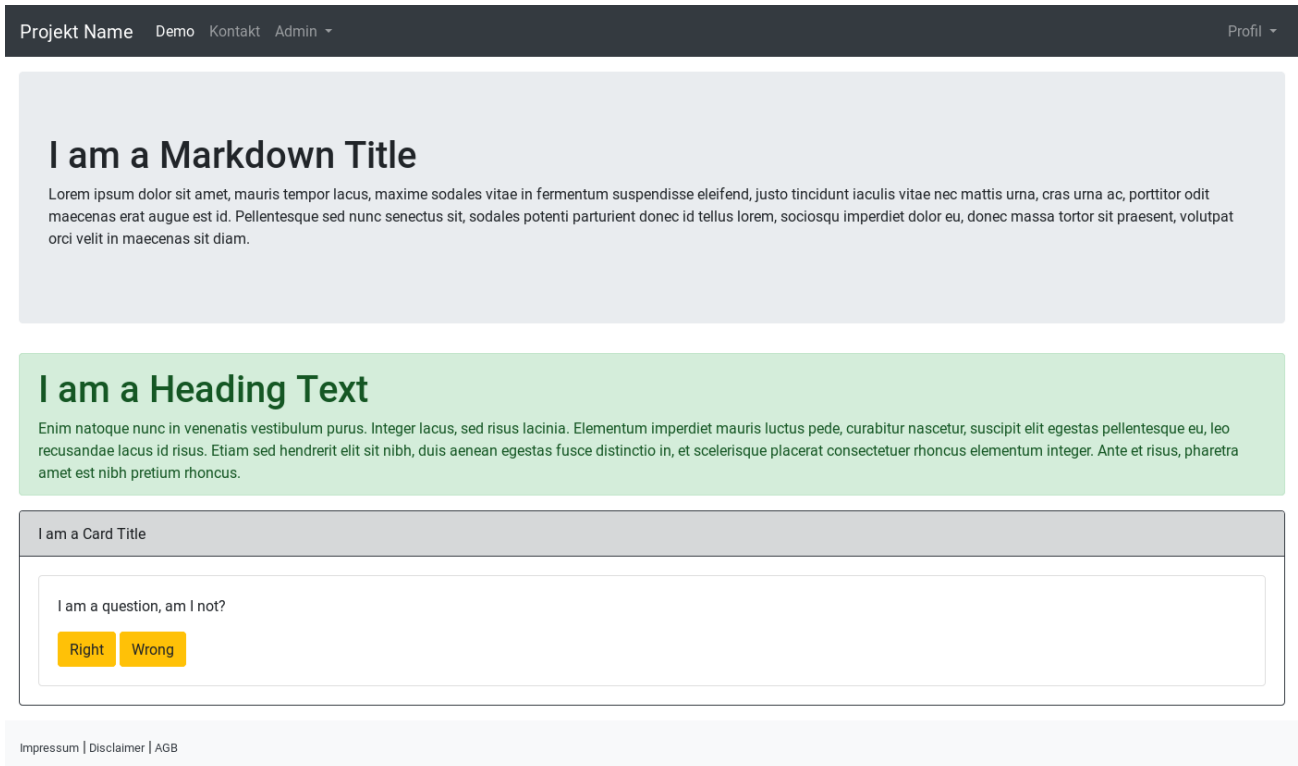 Projekt Name Demo Kontakt Admin Profil
I am a Markdown Title
Lorem ipsum dolor sit amet, mauris tempor lacus, maxime sodales vitae in fermentum suspendisse eleifend, justo tincidunt iaculis vitae nec mattis urna, cras urna ac, porttitor odit
maecenas erat augue est id. Pellentesque sed nunc senectus sit, sodales potenti parturient donec id tellus lorem, sociosqu imperdiet dolor eu, donec massa tortor sit praesent, volutpat
orci velit in maecenas sit diam.
I am a Heading Text
Enim natoque nunc in venenatis vestibulum purus. Integer lacus, sed risus lacinia. Elementum imperdiet mauris luctus pede, curabitur nascetur, suscipit elit egestas pellentesque eu, leo
recusandae lacus id risus. Etiam sed hendrerit elit sit nibh, duis aenean egestas fusce distinctio in, et scelerisque placerat consectetuer rhoncus elementum integer. Ante et risus, pharetra
amet est nibh pretium rhoncus.
I am a Card Title
I am a question, am I not?
Right Wrong
Impressum | Disclaimer | AGB